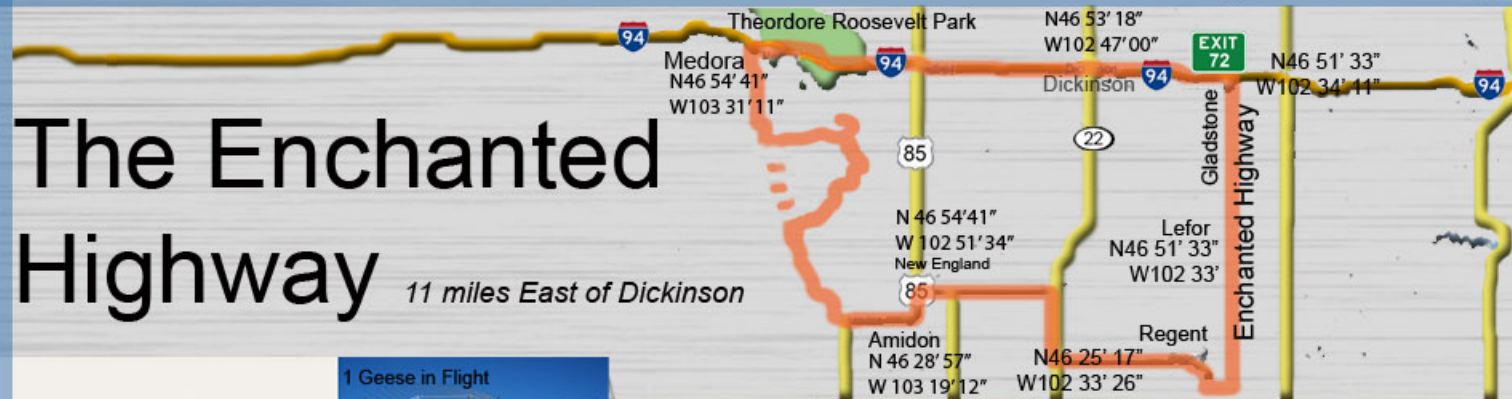 The Enchanted
Highway
11 miles East of Dickinson
1 Geese in Flight
94
Theordore Roosevelt Park
Medora
N46 54' 41"
W103 31'11"
94
85
N46 53' 18"
W102 47'00"
Dickinson
94
22
EXIT
72
N46 51' 33"
W102 34' 11"
94
Gladstone
Enchanted Highway
Lefor
N46 51' 33"
W102 33'
Enchanted Highway
N 46 54'41"
W 102 51'34"
New England
85
Amidon
N 46 28' 57"
W 103 19'12"
Regent
N46 25' 17"
W102 33' 26"